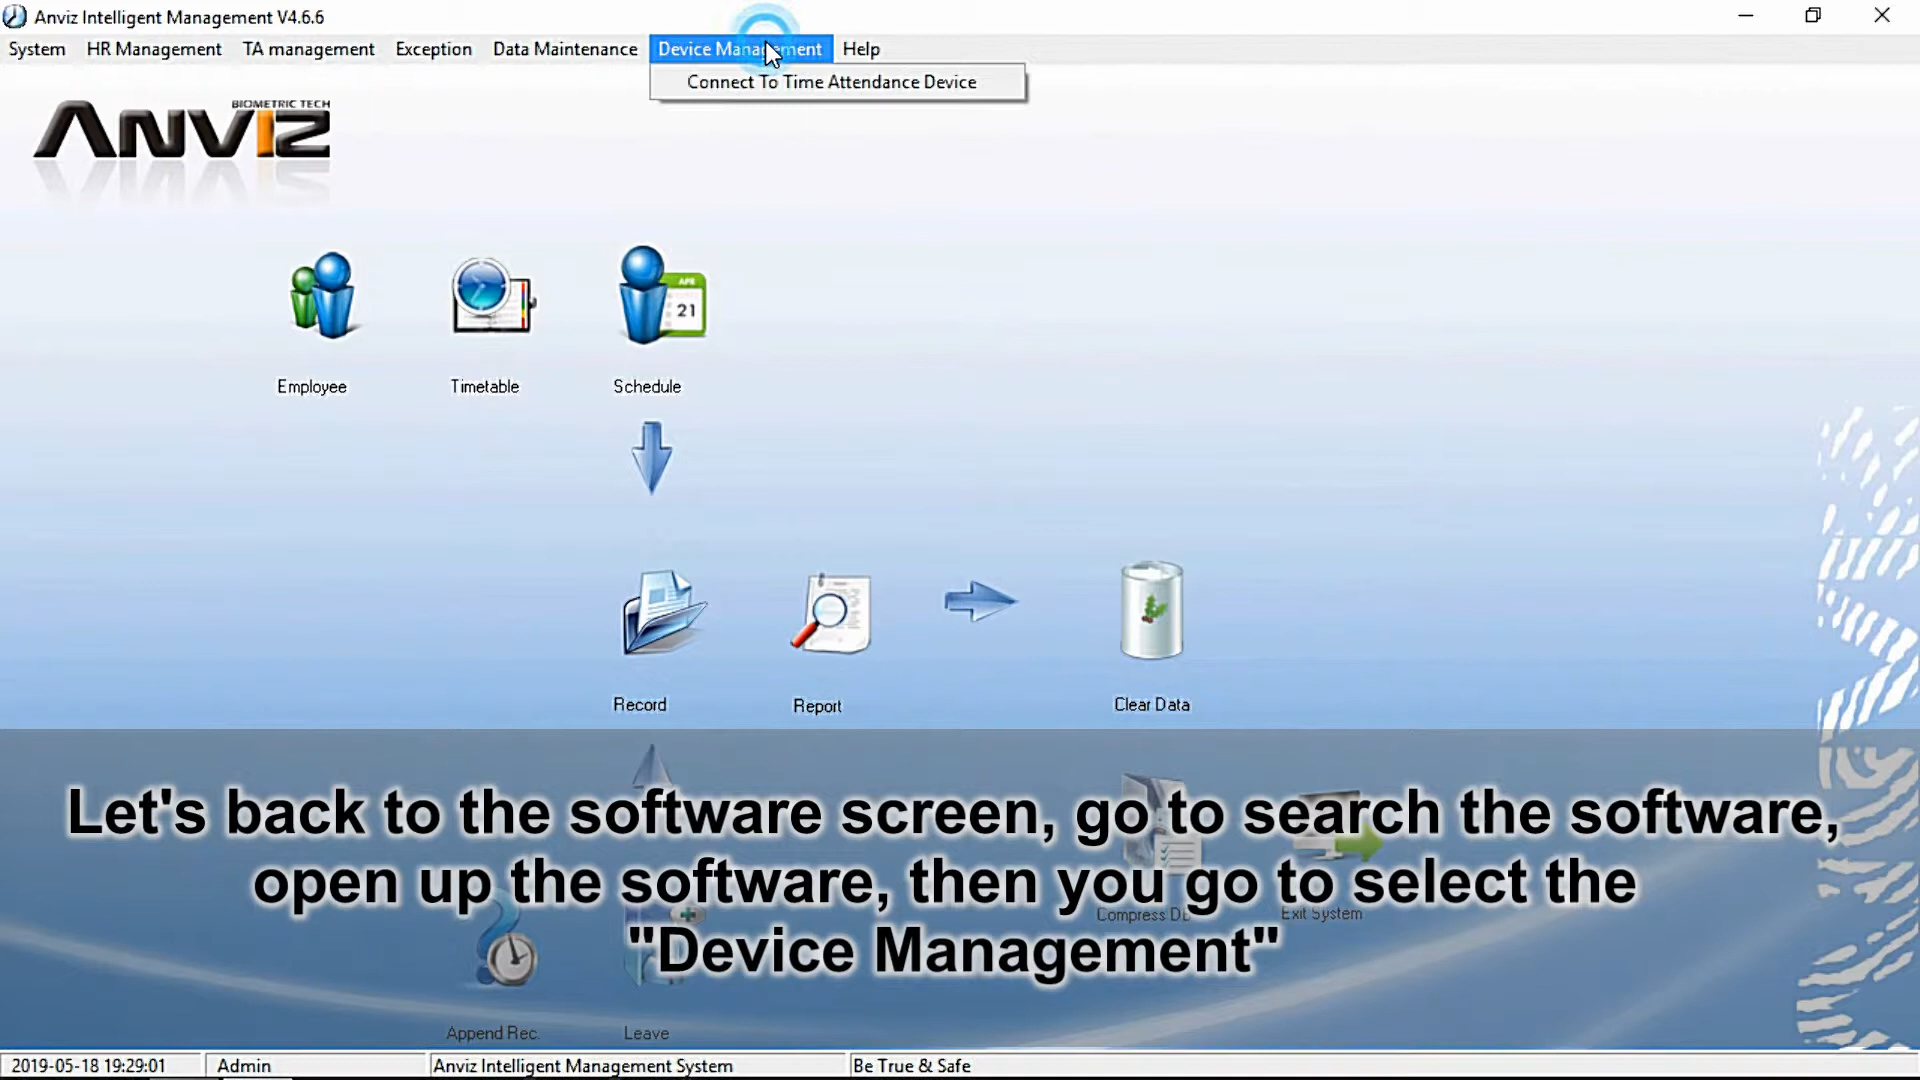 Anviz Intelligent Management V4.6.6
System HR Management TA management Exception Data Maintenance Device Management Help
Connect To Time Attendance Device
BIOMETRIC TECH
ANVIZ
APR
21
Employee Timetable Schedule
Record Report Clear Data
Let's back to the software screen, go to search the software,
open up the software, then you go to select the
"Device Management"
Compress DB Exit System
Append Rec. Leave
2019-05-18 19:29:01 Admin Anviz Intelligent Management System Be True & Safe